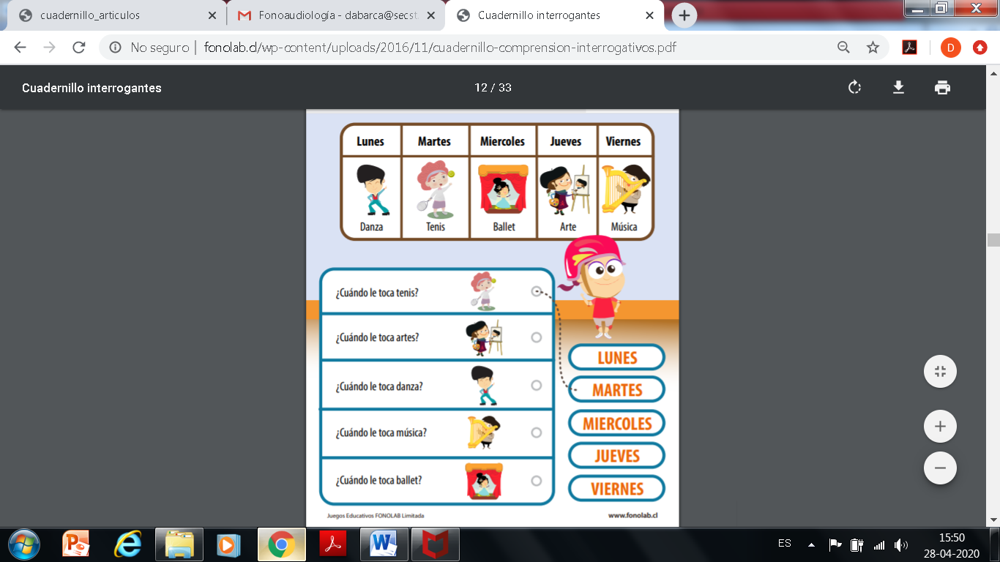 cuadernillo_articulos
Fonoaudiología - dabarca@secst
Cuadernillo interrogantes
No seguro | fonolab.cl/wp-content/uploads/2016/11/cuadernillo-comprension-interrogativos.pdf
D
Cuadernillo interrogantes
12 / 33
Lunes Martes Miercoles Jueves Viernes
Danza Tenis Ballet Arte Música
¿Cuándo le toca tenis?
¿Cuándo le toca artes?
¿Cuándo le toca danza?
¿Cuándo le toca música?
¿Cuándo le toca ballet?
LUNES
MARTES
MIERCOLES
JUEVES
VIERNES
Juegos Educativos FONOLAB Limitada
www.fonolab.cl
ES
15:50
28-04-2020